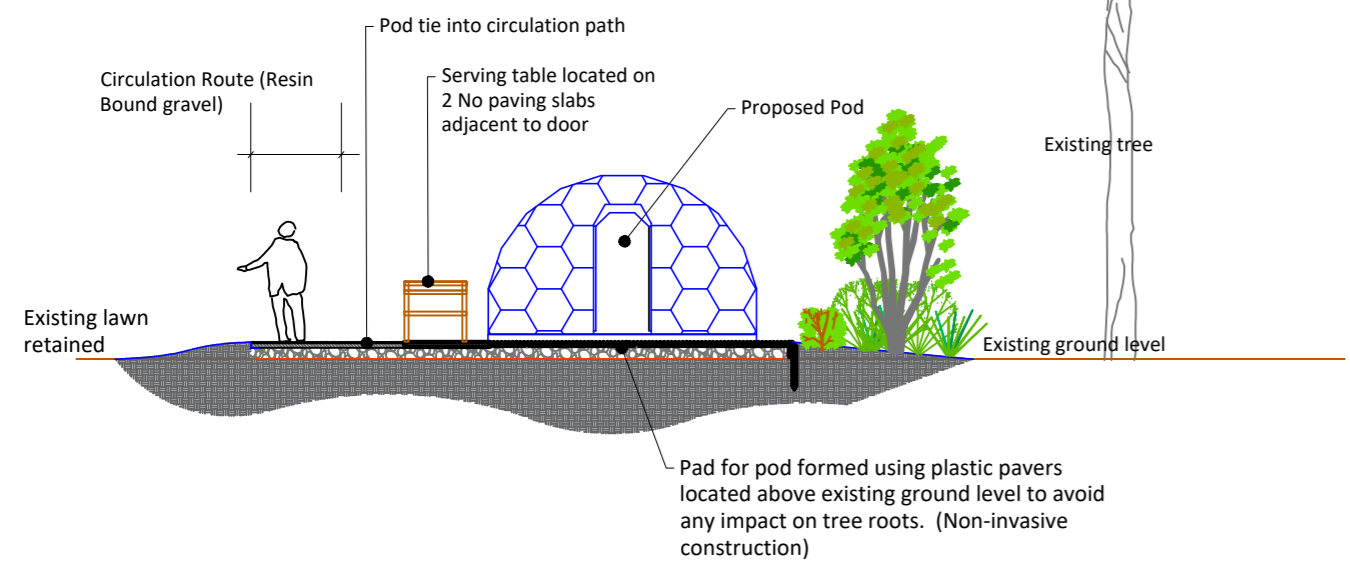 Pod tie into circulation path
Circulation Route (Resin
Bound gravel)
Serving table located on
2 No paving slabs
adjacent to door
Proposed Pod
Existing tree
Existing lawn
retained
Existing ground level
Pad for pod formed using plastic pavers
located above existing ground level to avoid
any impact on tree roots.  (Non-invasive
construction)